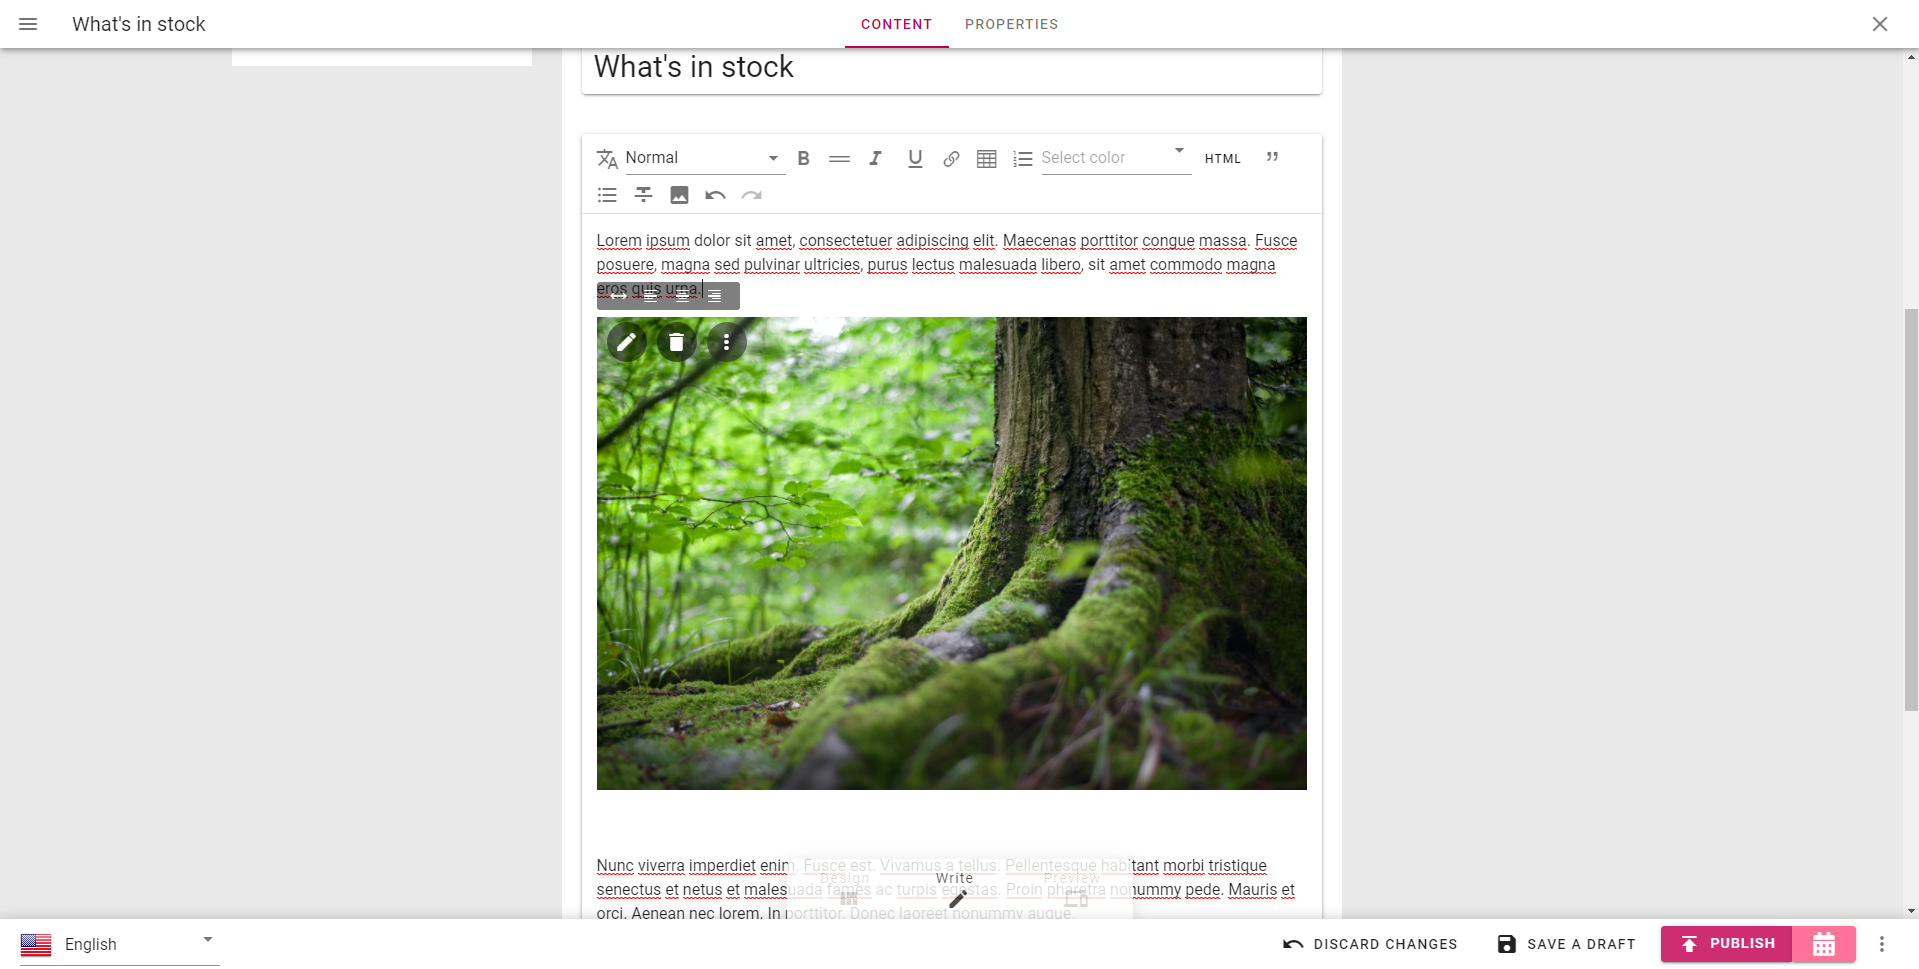 What's in stock
CONTENT
PROPERTIES
What's in stock
Normal
Select color
HTML
Lorem ipsum dolor sit amet, consectetuer adipiscing elit. Maecenas porttitor congue massa. Fusce
posuere, magna sed pulvinar ultricies, purus lectus malesuada libero, sit amet commodo magna
eros quis urna.
Nunc viverra imperdiet enim. Fusce est. Vivamus a tellus. Pellentesque habitant morbi tristique
senectus et netus et malesuada fames ac turpis egestas. Proin pharetra nonummy pede. Mauris et
orci. Aenean nec lorem. In porttitor. Donec laoreet nonummy augue.
Design
Write
Preview
English
DISCARD CHANGES
SAVE A DRAFT
PUBLISH